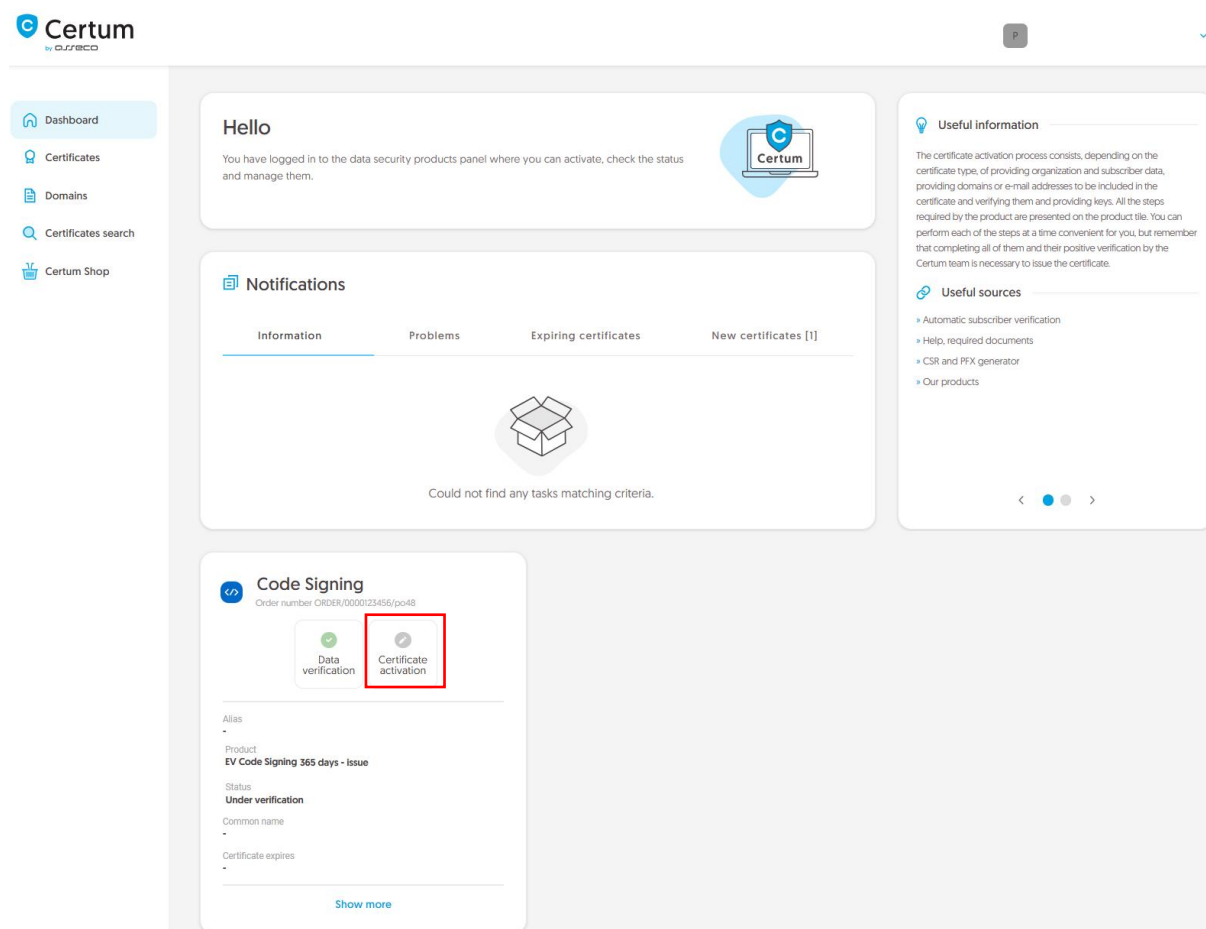 Certum
by asseco
P
Dashboard
Certificates
Domains
Certificates search
Certum Shop
Hello
You have logged in to the data security products panel where you can activate, check the status
and manage them.
Certum
Notifications
Information
Problems
Expiring certificates
New certificates [1]
Could not find any tasks matching criteria.
Useful information
The certificate activation process consists, depending on the
certificate type, of providing organization and subscriber data,
providing domains or e-mail addresses to be included in the
certificate and verifying them and providing keys. All the steps
required by the product are presented on the product tile. You can
perform each of the steps at a time convenient for you, but remember
that completing all of them and their positive verification by the
Certum team is necessary to issue the certificate.
Useful sources
» Automatic subscriber verification
» Help, required documents
» CSR and PFX generator
» Our products
Code Signing
Order number ORDER/0000123456/po48
Data
verification
Certificate
activation
Alias
-
Product
EV Code Signing 365 days - issue
Status
Under verification
Common name
-
Certificate expires
-
Show more